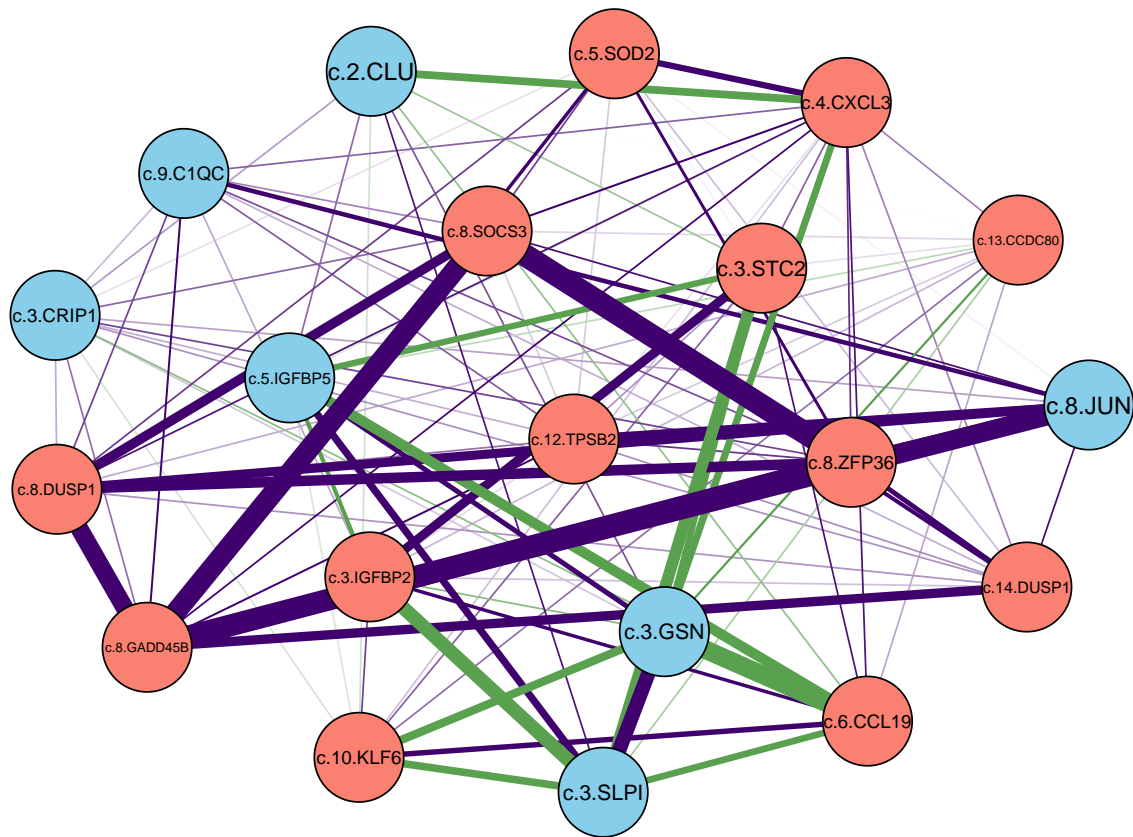 c.5.SOD2
c.2.CLU
c.4.CXCL3
c.9.C1QC
c.8.SOCS3
c.13.CCDC80
c.3.STC2
c.3.CRIP1
c.5.IGFBP5
c.8.JUN
c.12.TPSB2
c.8.ZFP36
c.8.DUSP1
c.3.IGFBP2
c.14.DUSP1
c.3.GSN
c.8.GADD45B
c.6.CCL19
c.10.KLF6
c.3.SLPI